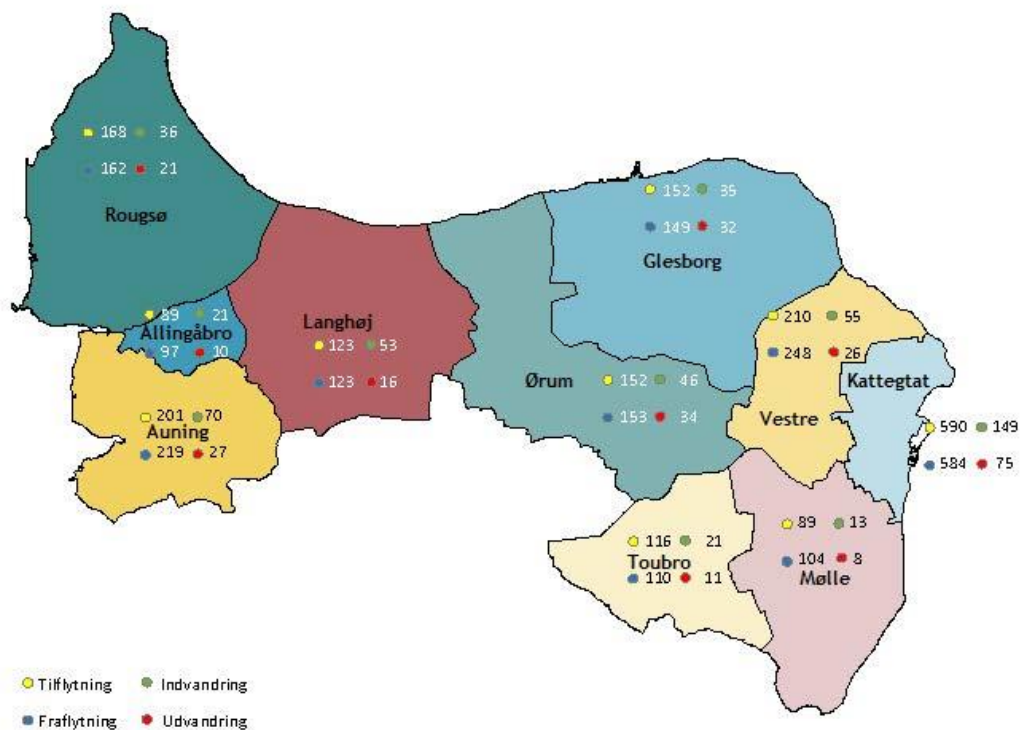 168 36
162 21
Rougsø
152 35
149 32
Glesborg
89 21
Allingåbro
97 10
Langhøj
123 53
123 16
210 55
248 26
Kattegtat
Ørum
152 46
153 34
Vestre
201 70
Auning
219 27
590 149
584 75
116 21
Toubro
110 11
89 13
104 8
Mølle
Tilflytning Indvandring
Fraflytning Udvandring